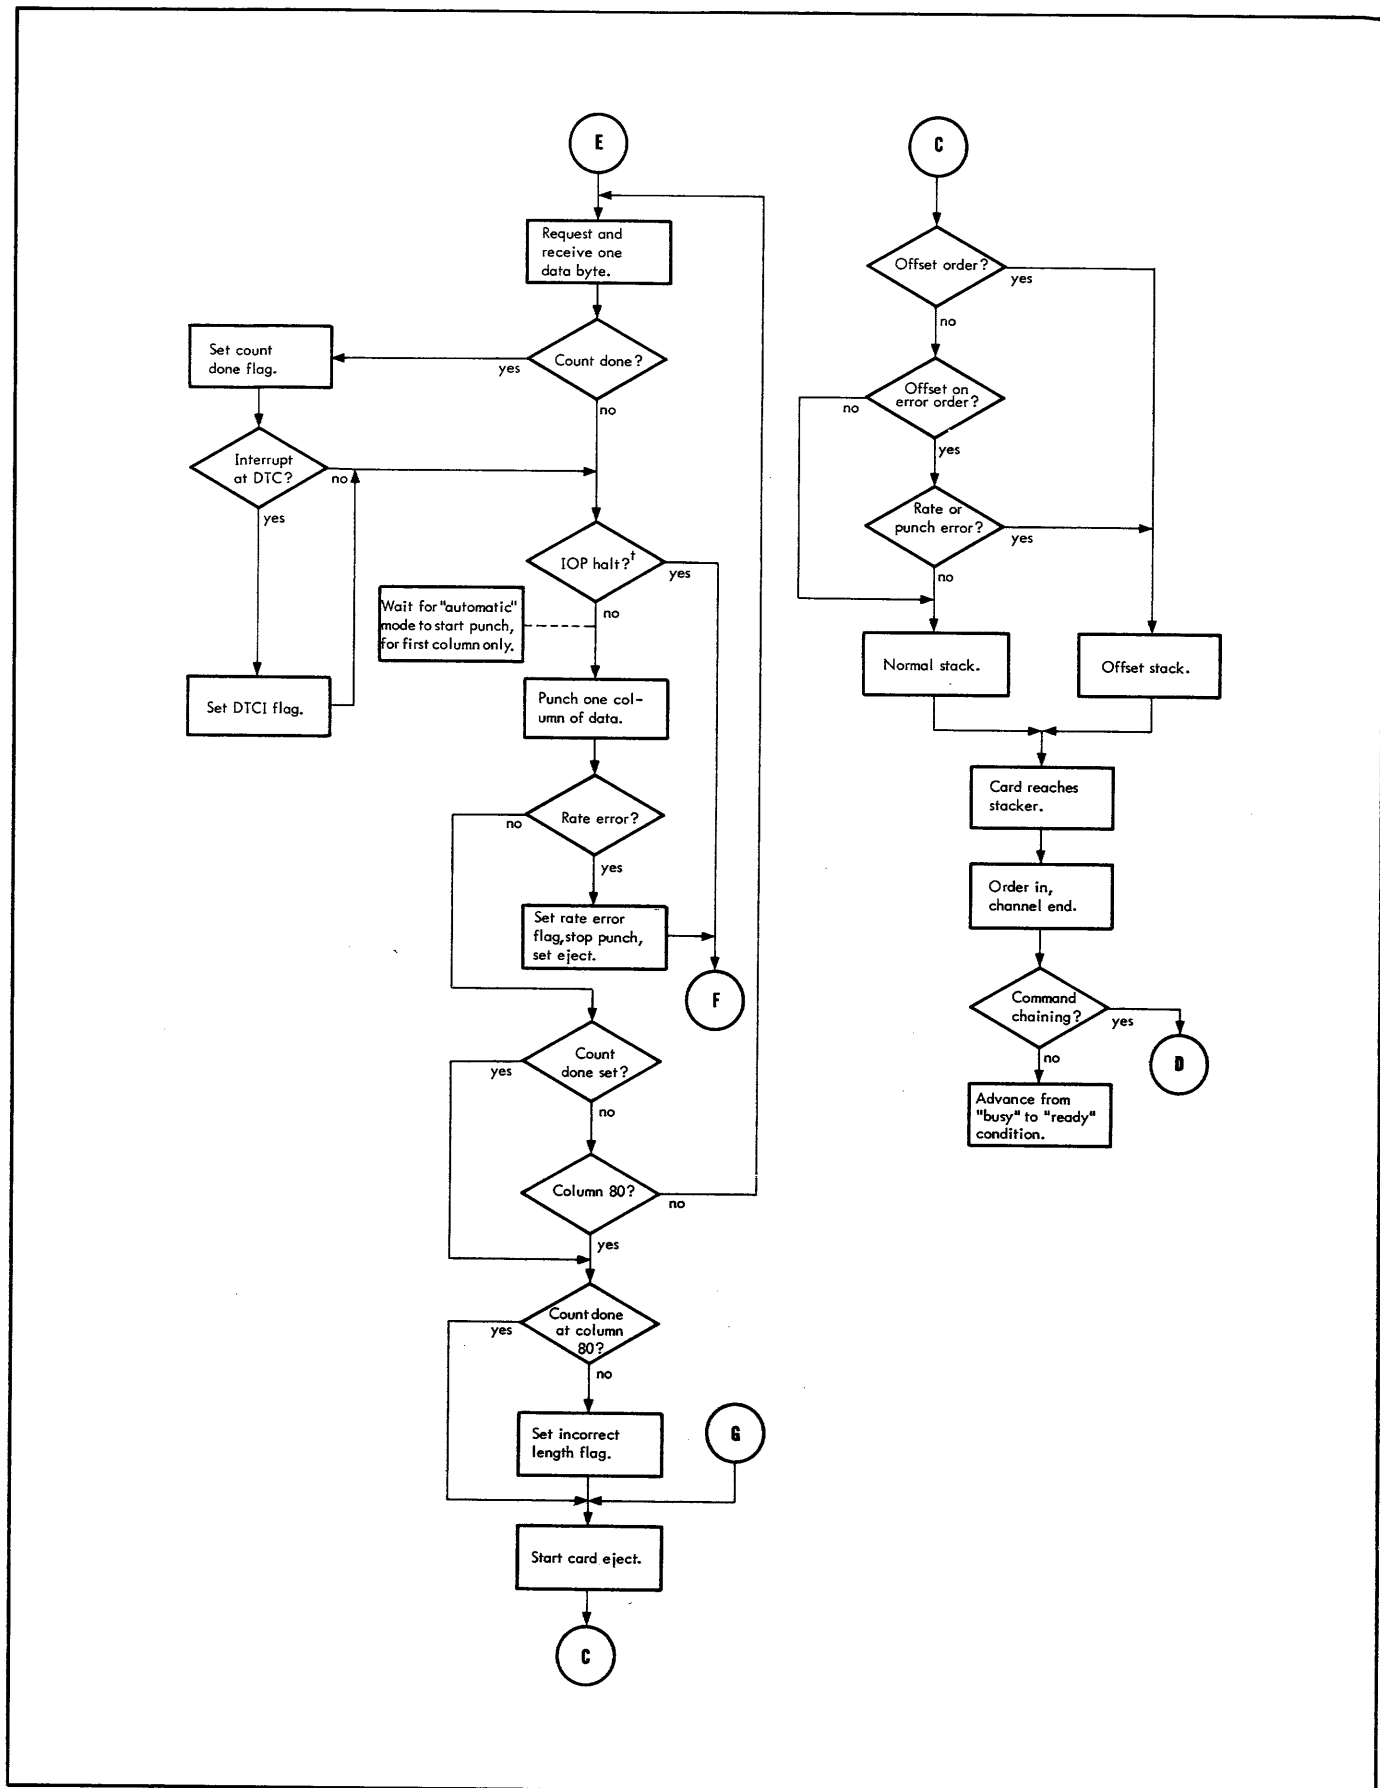 E
Request and
receive one
data byte.
Count done?
yes
no
Set count
done flag.
Interrupt
at DTC?
no
yes
Set DTCI flag.
IOP halt?†
yes
no
Wait for "automatic"
mode to start punch,
for first column only.
Punch one col-
umn of data.
Rate error?
no
yes
Set rate error
flag, stop punch,
set eject.
F
Count
done set?
yes
no
Column 80?
no
yes
Count done
at column
80?
yes
no
Set incorrect
length flag.
G
Start card eject.
C
C
Offset order?
yes
no
Offset on
error order?
no
yes
Rate or
punch error?
yes
no
Normal stack.
Offset stack.
Card reaches
stacker.
Order in,
channel end.
Command
chaining?
yes
no
D
Advance from
"busy" to "ready"
condition.